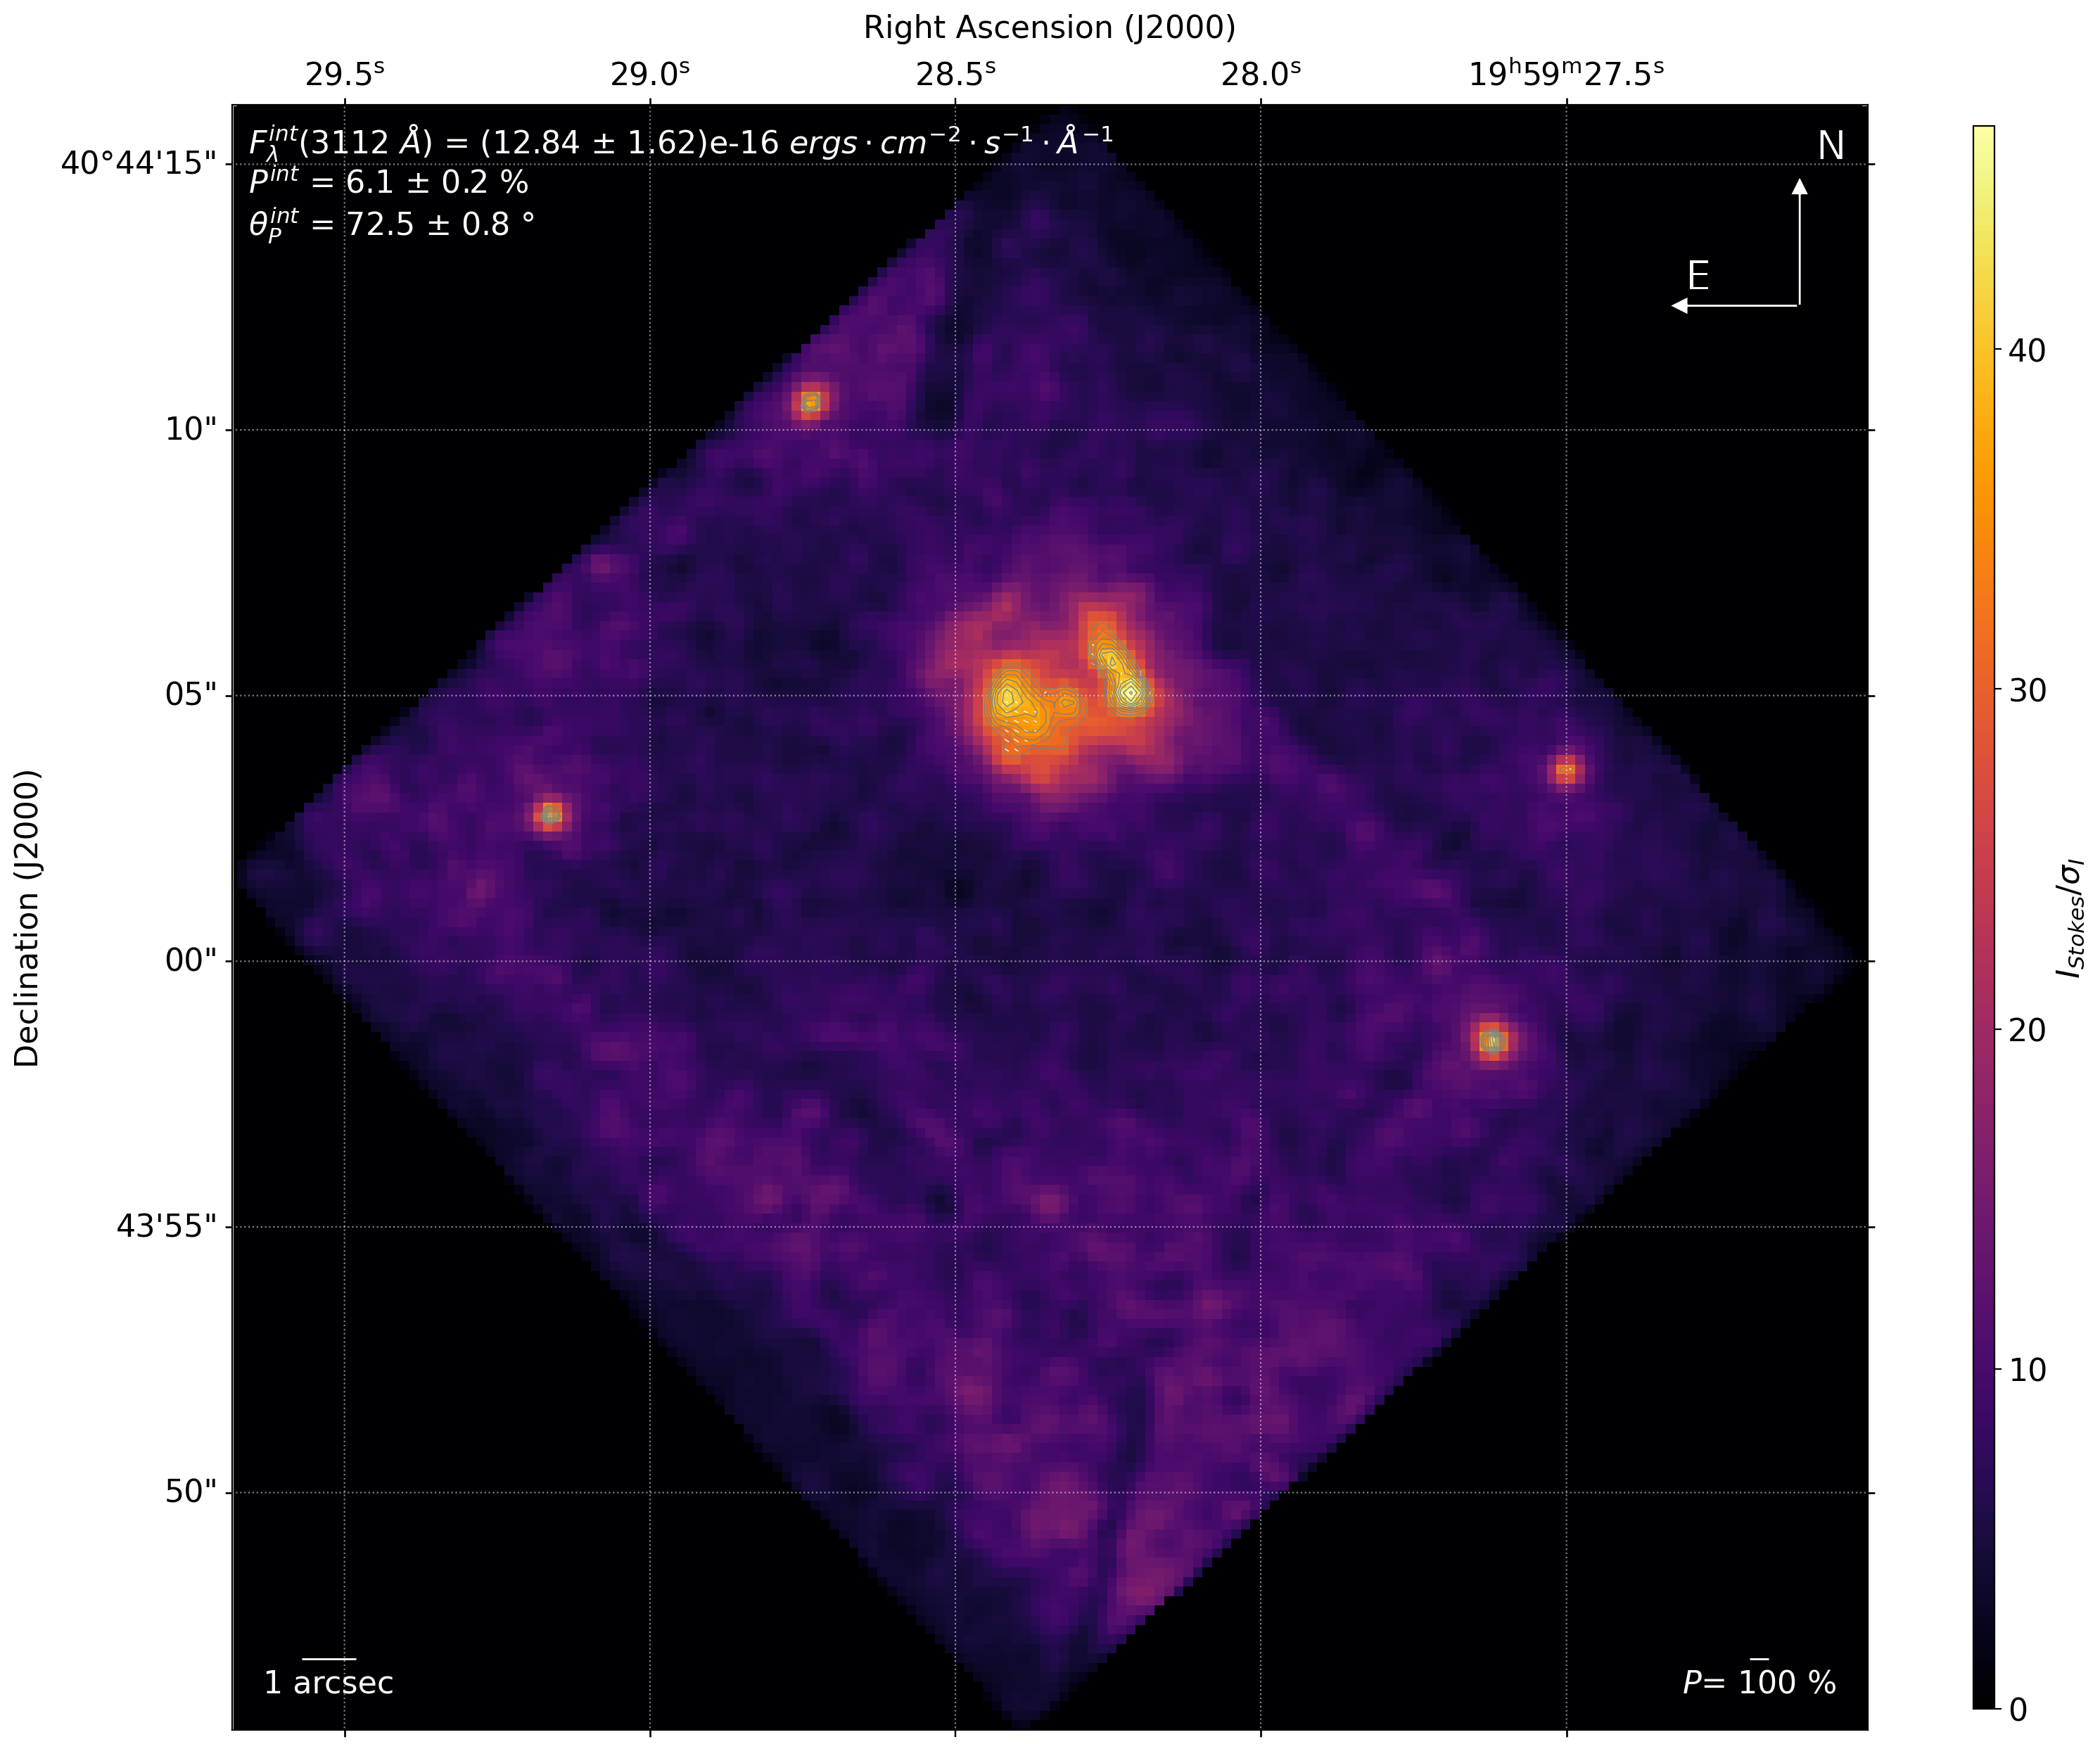 Right Ascension (J2000)
29.5ˢ 29.0ˢ 28.5ˢ 28.0ˢ 19ʰ59ᵐ27.5ˢ
F_λ^int(3112 Å) = (12.84 ± 1.62)e-16 ergs · cm⁻² · s⁻¹ · Å⁻¹
P^int = 6.1 ± 0.2 %
θ_P^int = 72.5 ± 0.8 °
N
E
40°44'15"
10"
05"
00"
43'55"
50"
Declination (J2000)
1 arcsec
P= 100 %
40
30
20
10
0
I_Stokes/σ_I